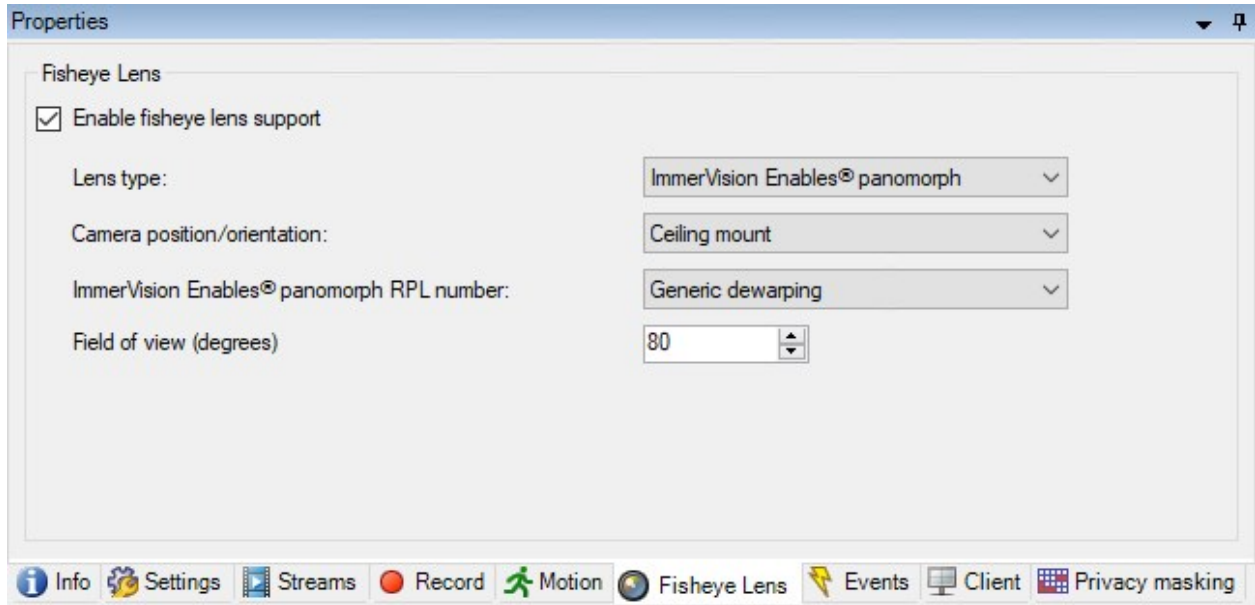 Properties
Fisheye Lens
Enable fisheye lens support
Lens type: ImmerVision Enables® panomorph
Camera position/orientation: Ceiling mount
ImmerVision Enables® panomorph RPL number: Generic dewarping
Field of view (degrees) 80
Info Settings Streams Record Motion Fisheye Lens Events Client Privacy masking